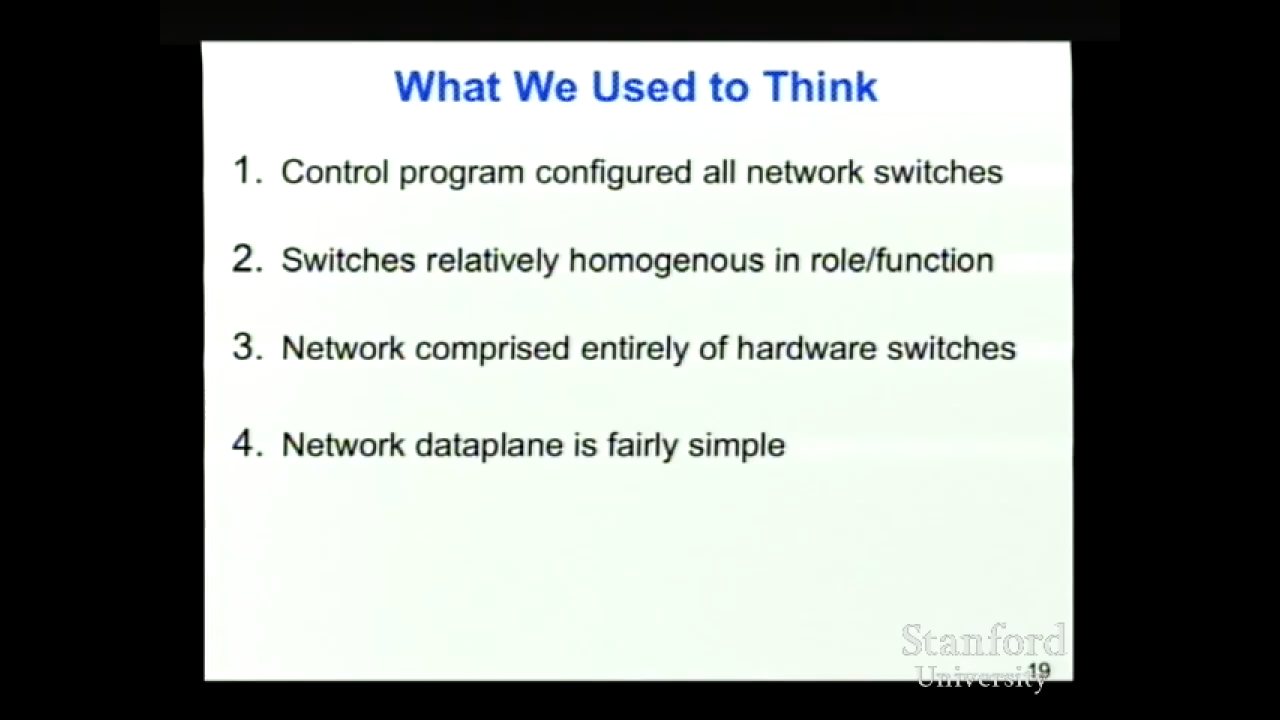 What We Used to Think
1. Control program configured all network switches
2. Switches relatively homogenous in role/function
3. Network comprised entirely of hardware switches
4. Network dataplane is fairly simple
Stanford
University
19